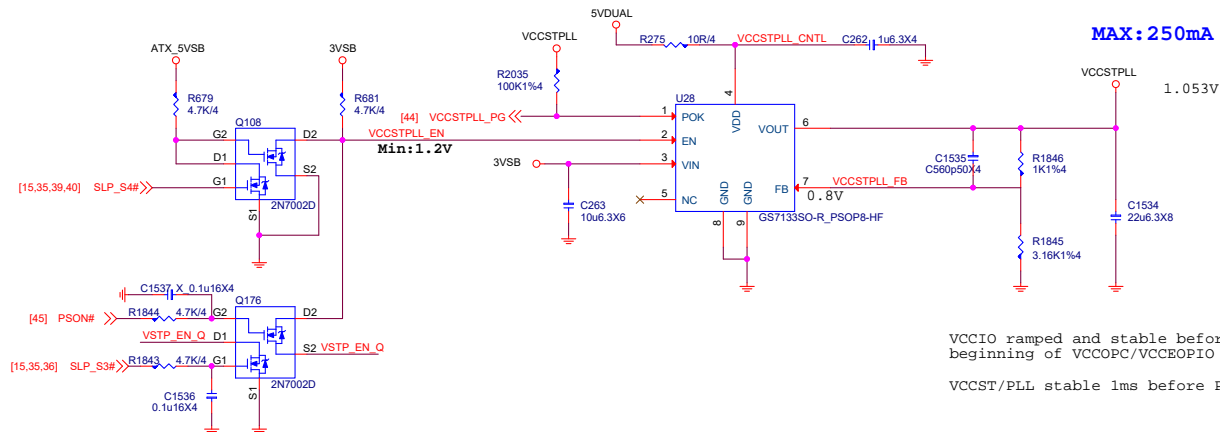 5VDUAL
MAX:250mA
ATX_5VSB
3VSB
VCCSTPLL
R275
10R/4
VCCSTPLL_CNTL
C262
1u6.3X4
VCCSTPLL
1.053V
R2035
100K1%4
R679
4.7K/4
R681
4.7K/4
U28
4
Q108
[44] VCCSTPLL_PG
1
POK
VDD
VOUT
6
G2
D2
VCCSTPLL_EN
2
EN
Min:1.2V
D1
3VSB
3
VIN
C1535
C560p50X4
R1846
1K1%4
S2
[15,35,39,40] SLP_S4#
G1
FB
7
VCCSTPLL_FB
0.8V
5
NC
GND
GND
S1
2N7002D
C263
10u6.3X6
8
9
GS7133SO-R_PSOP8-HF
C1534
22u6.3X8
R1845
3.16K1%4
C1537
X_0.1u16X4
Q176
[45] PSON#
R1844
4.7K/4
G2
D2
VSTP_EN_Q
D1
S2
VSTP_EN_Q
[15,35,36] SLP_S3#
R1843
4.7K/4
G1
S1
2N7002D
C1536
0.1u16X4
VCCIO ramped and stable befor
beginning of VCCOPC/VCCEOPIO
VCCST/PLL stable 1ms before P